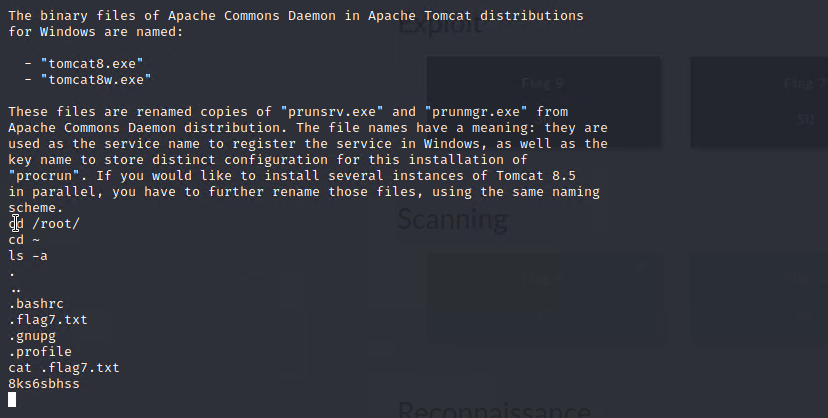 The binary files of Apache Commons Daemon in Apache Tomcat distributions
for Windows are named:
- "tomcat8.exe"
- "tomcat8w.exe"
These files are renamed copies of "prunsrv.exe" and "prunmgr.exe" from
Apache Commons Daemon distribution. The file names have a meaning: they are
used as the service name to register the service in Windows, as well as the
key name to store distinct configuration for this installation of
"procrun". If you would like to install several instances of Tomcat 8.5
in parallel, you have to further rename those files, using the same naming
scheme.
cd /root/
cd ~
ls -a
.
..
.bashrc
.flag7.txt
.gnupg
.profile
cat .flag7.txt
8ks6sbhss
Exploit
Flag 9
Flag 7
Scanning
Reconnaissance